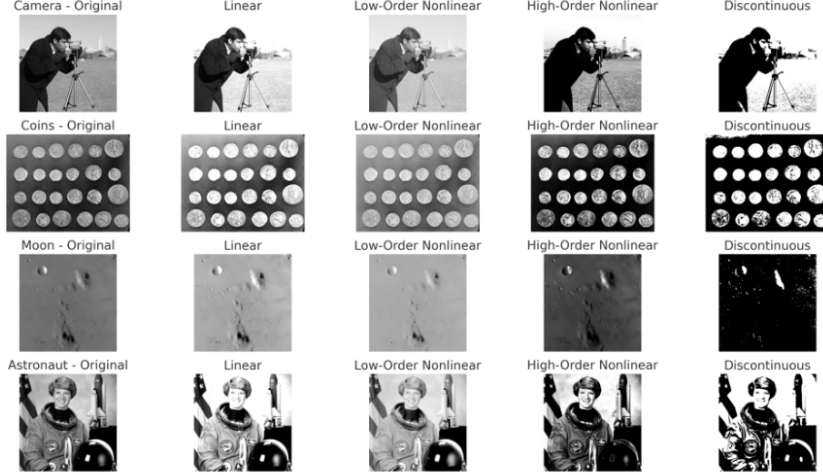 Camera - Original Linear Low-Order Nonlinear High-Order Nonlinear Discontinuous
Coins - Original Linear Low-Order Nonlinear High-Order Nonlinear Discontinuous
Moon - Original Linear Low-Order Nonlinear High-Order Nonlinear Discontinuous
Astronaut - Original Linear Low-Order Nonlinear High-Order Nonlinear Discontinuous